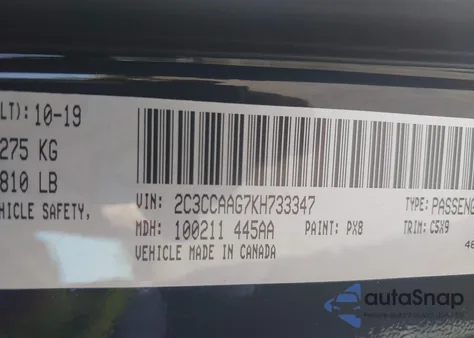 LT): 10-19
275 KG
810 LB
HICLE SAFETY,
VIN: 2C3CCAAG7KH733347
TYPE: PASSENG
MDH: 100211 445AA PAINT: PX8 TRIM: C5X9
VEHICLE MADE IN CANADA
48
autoSnap